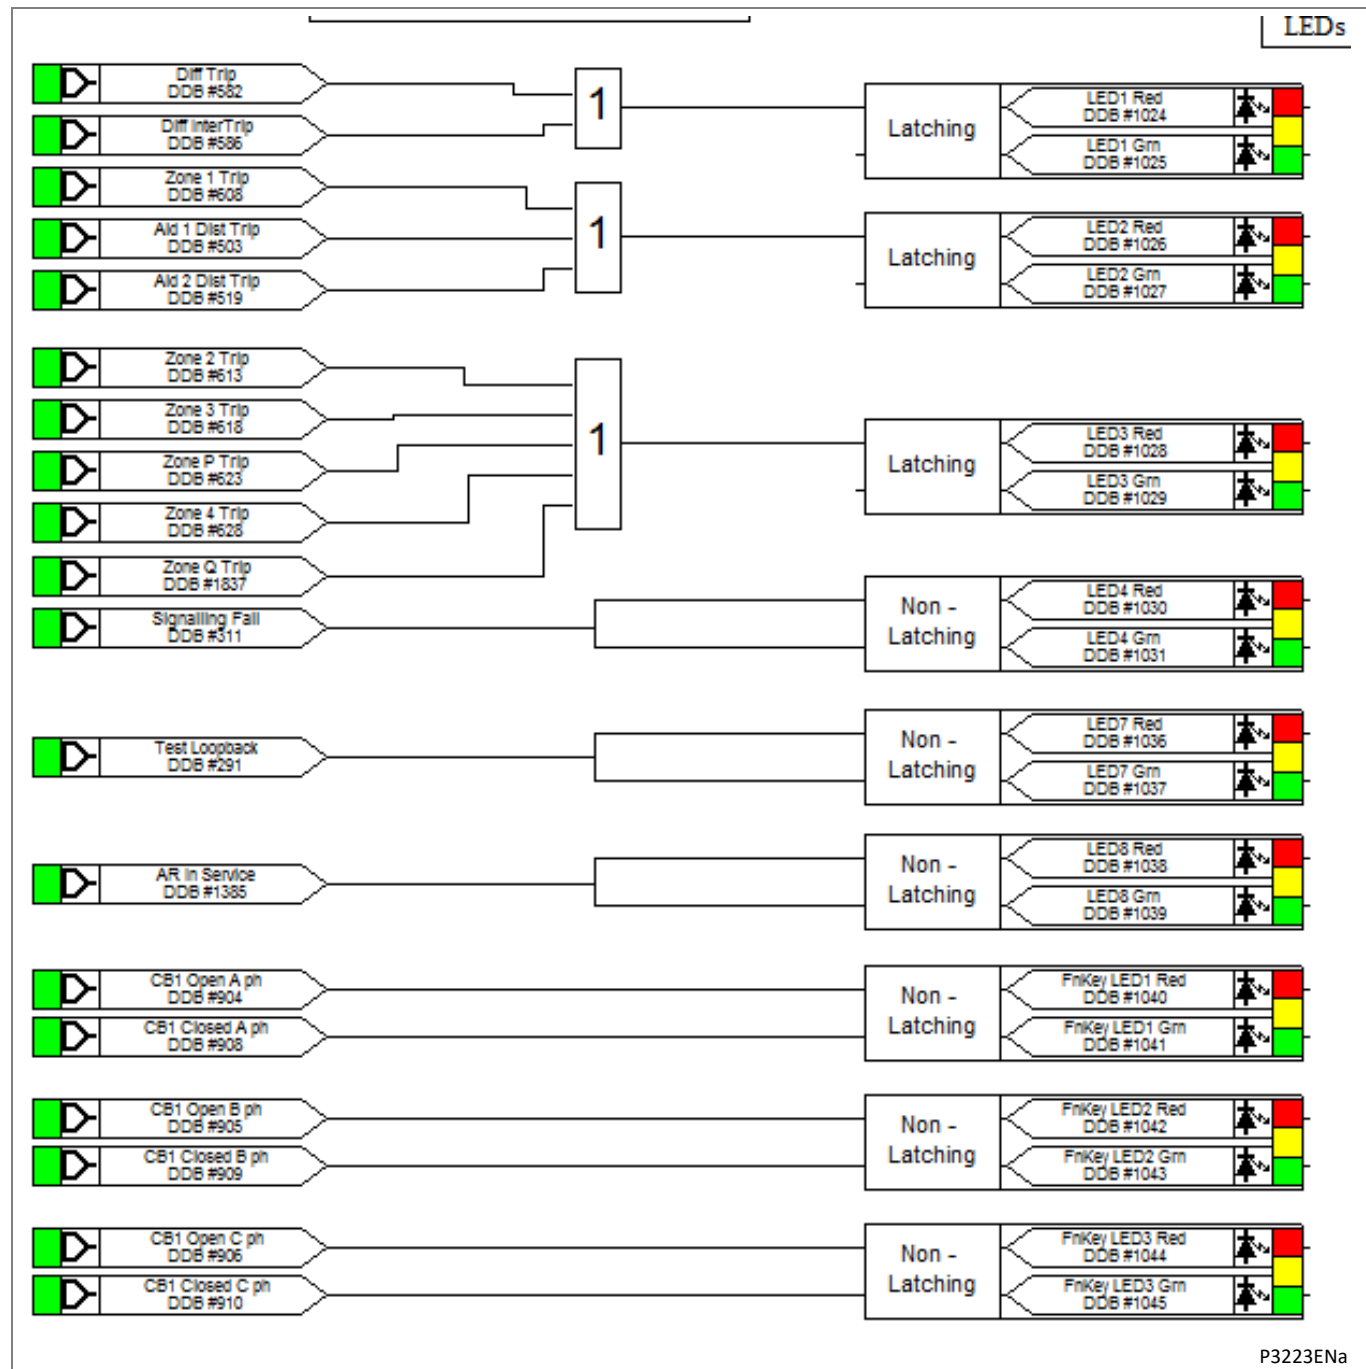 LEDs
Diff Trip
DDB #582
Diff InterTrip
DDB #586
1
Latching
LED1 Red
DDB #1024
LED1 Grn
DDB #1025
Zone 1 Trip
DDB #608
Aid 1 Dist Trip
DDB #503
Aid 2 Dist Trip
DDB #519
1
Latching
LED2 Red
DDB #1026
LED2 Grn
DDB #1027
Zone 2 Trip
DDB #613
Zone 3 Trip
DDB #618
Zone P Trip
DDB #623
Zone 4 Trip
DDB #628
Zone Q Trip
DDB #1837
1
Latching
LED3 Red
DDB #1028
LED3 Grn
DDB #1029
Signalling Fail
DDB #311
Non -
Latching
LED4 Red
DDB #1030
LED4 Grn
DDB #1031
Test Loopback
DDB #291
Non -
Latching
LED7 Red
DDB #1036
LED7 Grn
DDB #1037
AR In Service
DDB #1385
Non -
Latching
LED8 Red
DDB #1038
LED8 Grn
DDB #1039
CB1 Open A ph
DDB #904
CB1 Closed A ph
DDB #908
Non -
Latching
FnKey LED1 Red
DDB #1040
FnKey LED1 Grn
DDB #1041
CB1 Open B ph
DDB #905
CB1 Closed B ph
DDB #909
Non -
Latching
FnKey LED2 Red
DDB #1042
FnKey LED2 Grn
DDB #1043
CB1 Open C ph
DDB #906
CB1 Closed C ph
DDB #910
Non -
Latching
FnKey LED3 Red
DDB #1044
FnKey LED3 Grn
DDB #1045
P3223ENa